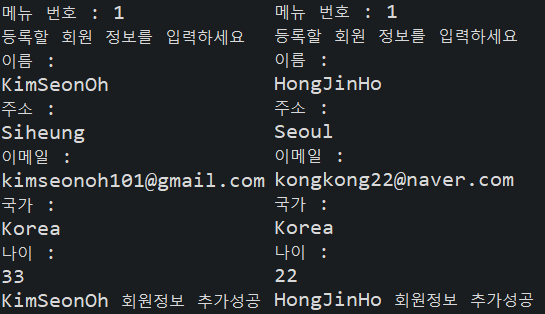 메뉴 번호 : 1
등록할 회원 정보를 입력하세요
이름 :
KimSeonOh
주소 :
Siheung
이메일 :
kimseonoh101@gmail.com
국가 :
Korea
나이 :
33
KimSeonOh 회원정보 추가성공
메뉴 번호 : 1
등록할 회원 정보를 입력하세요
이름 :
HongJinHo
주소 :
Seoul
이메일 :
kongkong22@naver.com
국가 :
Korea
나이 :
22
HongJinHo 회원정보 추가성공